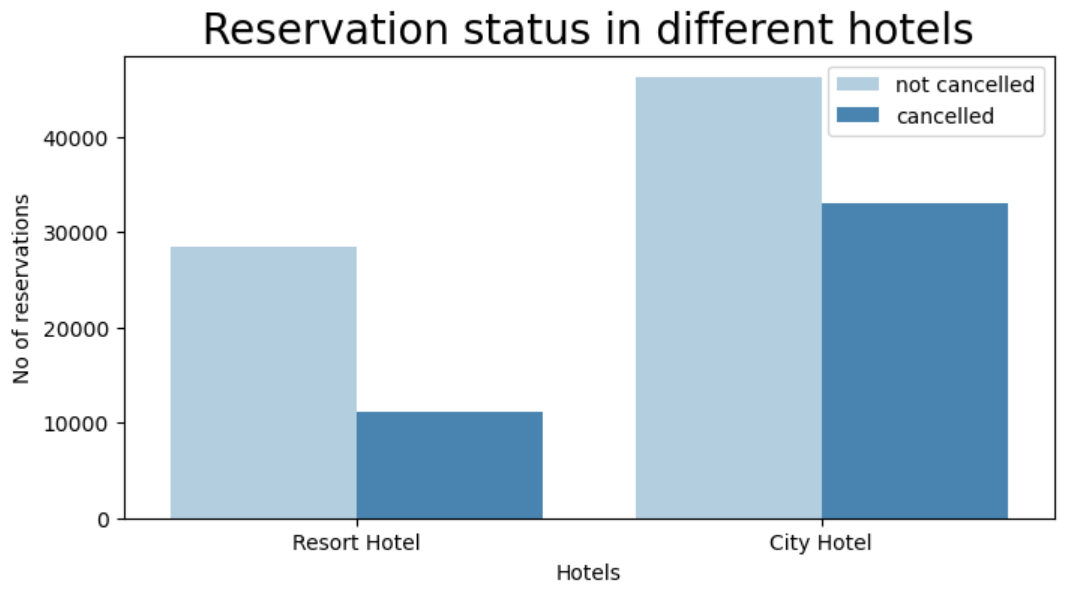 Reservation status in different hotels
not cancelled
cancelled
40000
30000
20000
10000
0
No of reservations
Resort Hotel
City Hotel
Hotels